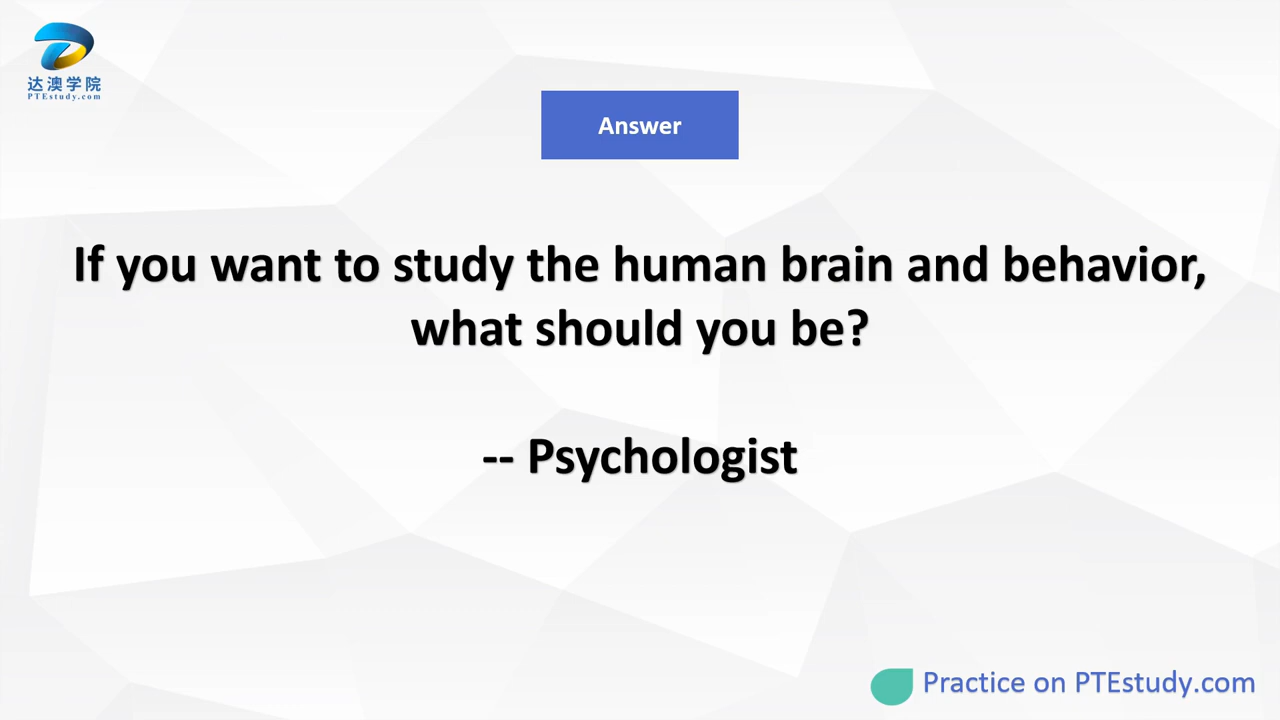 达澳学院
PTEstudy.com
Answer
If you want to study the human brain and behavior,
what should you be?
-- Psychologist
Practice on PTEstudy.com